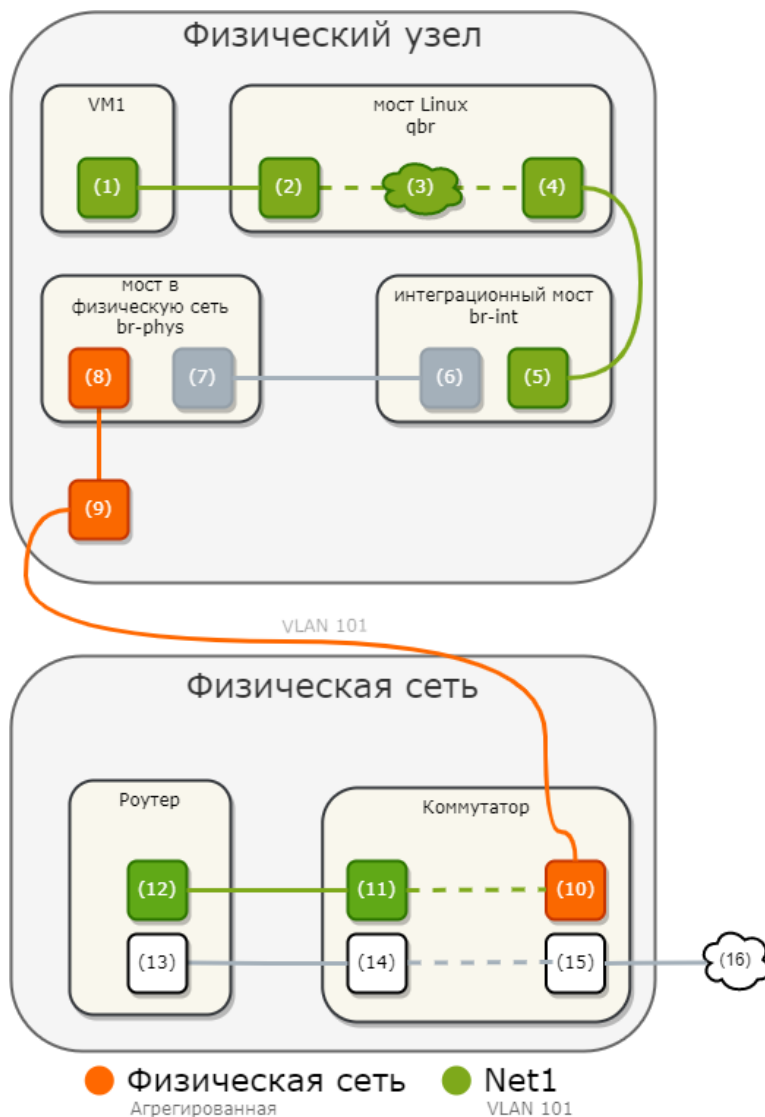 Физический узел
VM1
мост Linux
qbr
(1)
(2)
(3)
(4)
мост в
физическую сеть
br-phys
интеграционный мост
br-int
(8)
(7)
(6)
(5)
(9)
VLAN 101
Физическая сеть
Роутер
Коммутатор
(12)
(11)
(10)
(13)
(14)
(15)
(16)
Физическая сеть
Агрегированная
Net1
VLAN 101